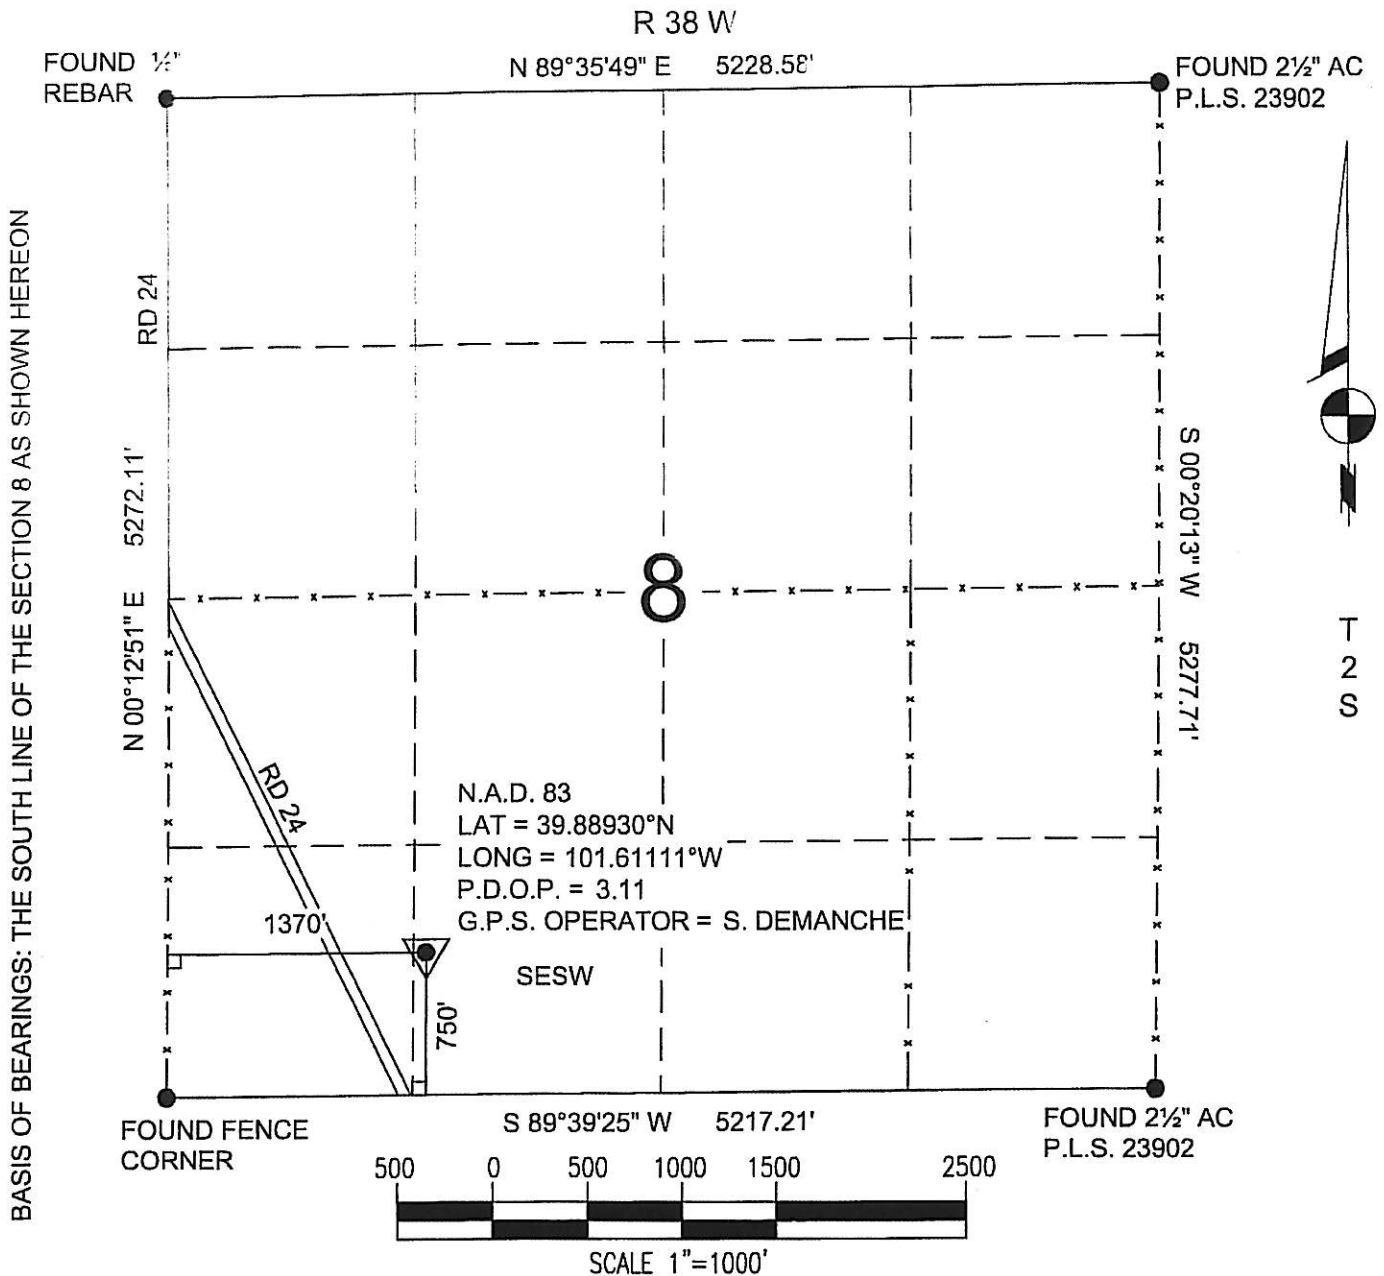 R 38 W
FOUND ½"
REBAR
N 89°35'49" E 5228.58'
FOUND 2½" AC
P.L.S. 23902
BASIS OF BEARINGS: THE SOUTH LINE OF THE SECTION 8 AS SHOWN HEREON
RD 24
N 00°12'51" E 5272.11'
8
S 00°20'13" W 5277.71'
N
T
2
S
RD 24
N.A.D. 83
LAT = 39.88930°N
LONG = 101.61111°W
P.D.O.P. = 3.11
G.P.S. OPERATOR = S. DEMANCHE
1370'
SESW
750'
FOUND FENCE
CORNER
S 89°39'25" W 5217.21'
FOUND 2½" AC
P.L.S. 23902
500 0 500 1000 1500 2500
SCALE 1"=1000'